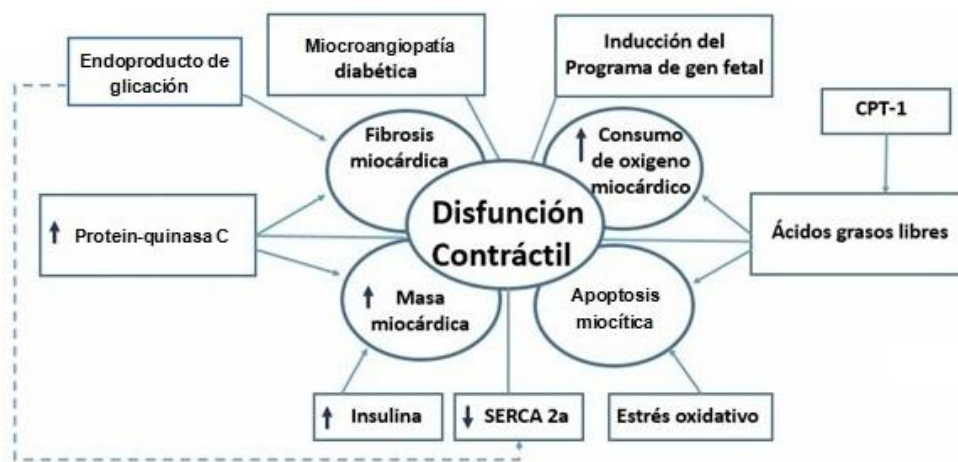 Miocroangiopatía
diabética
Inducción del
Programa de gen fetal
Endoproducto de
glicación
CPT-1
Fibrosis
miocárdica
↑ Consumo
de oxigeno
miocárdico
Disfunción
Contráctil
↑ Protein-quinasa C
Ácidos grasos libres
↑ Masa
miocárdica
Apoptosis
miocítica
↑ Insulina
↓ SERCA 2a
Estrés oxidativo